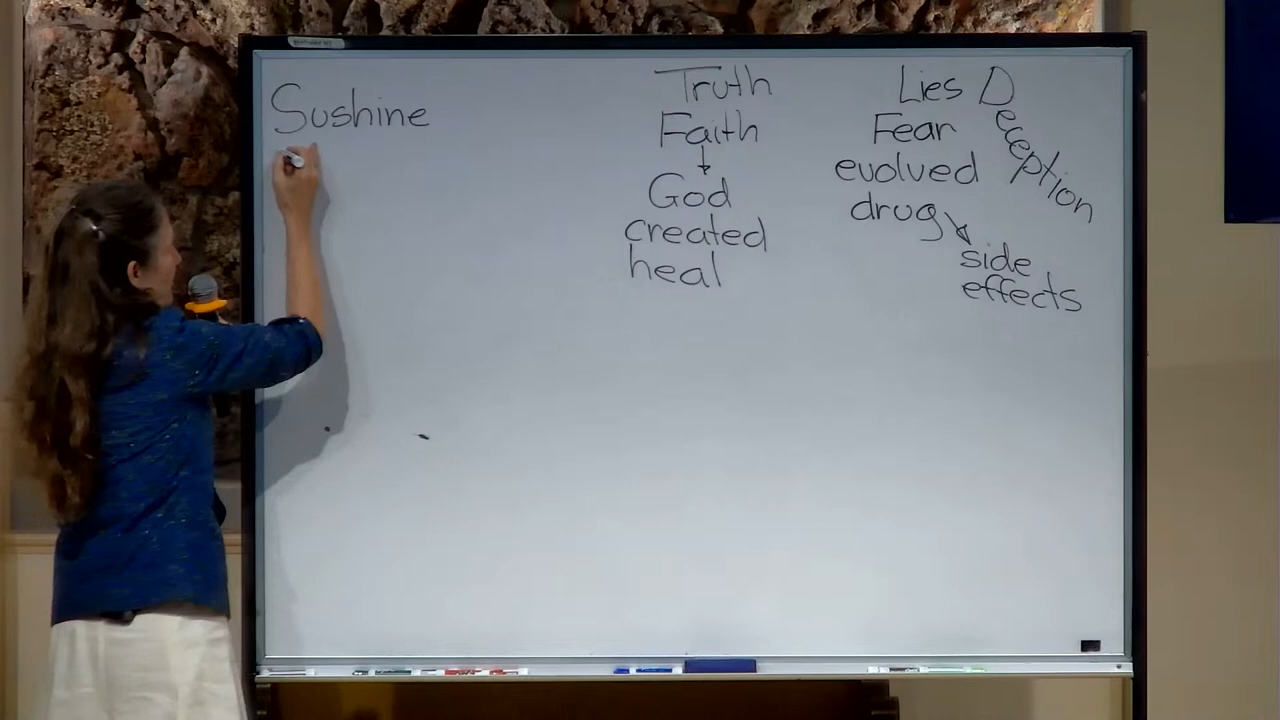 Sushine
Truth
Faith
God
created
heal
Lies Deception
Fear
evolved
drug
side
effects